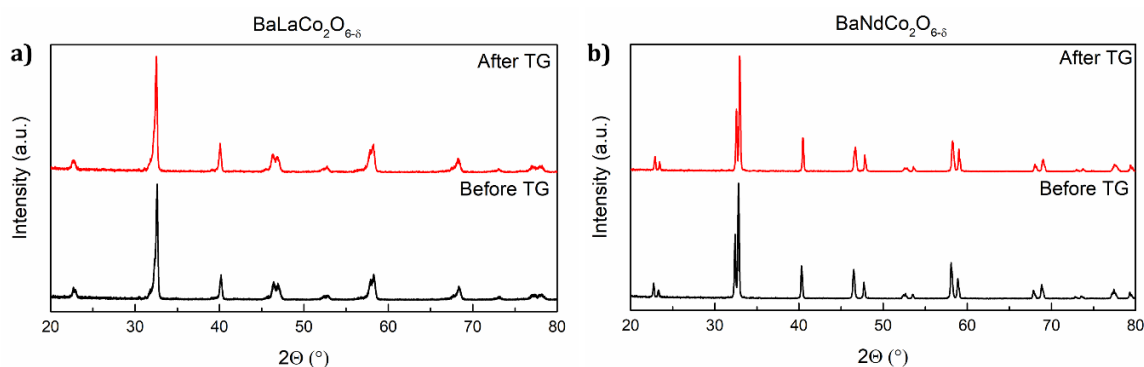 BaLaCo₂O₆₋δ
a)
After TG
Before TG
Intensity (a.u.)
20 30 40 50 60 70 80
2Θ (°)
BaNdCo₂O₆₋δ
b)
After TG
Before TG
Intensity (a.u.)
20 30 40 50 60 70 80
2Θ (°)